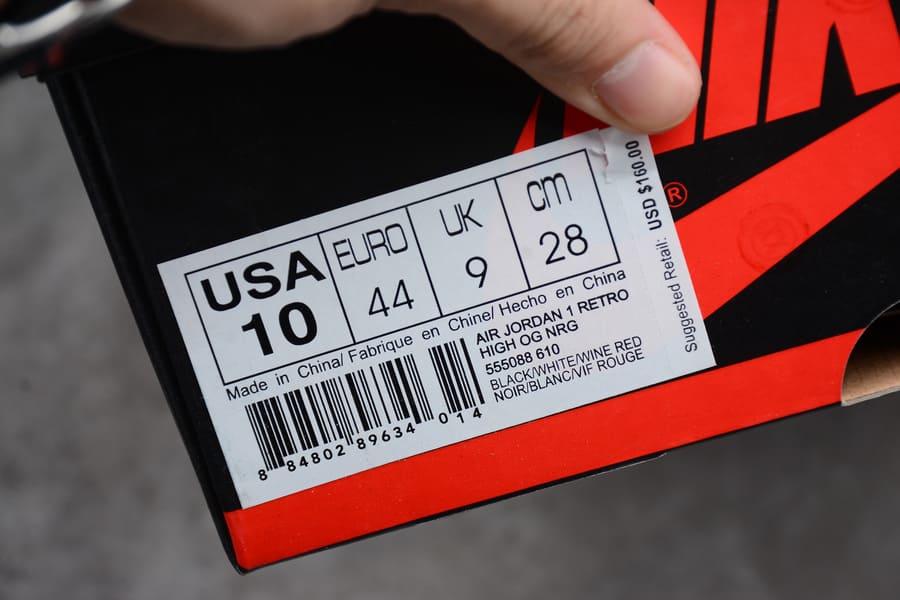 USA EURO UK cm
10 44 9 28
Made in China/ Fabrique en Chine/ Hecho en China
AIR JORDAN 1 RETRO
HIGH OG NRG
555088 610
BLACK/WHITE/WINE RED
NOIR/BLANC/VIF ROUGE
8 84802 89634 014
Suggested Retail: USD $160.00
®